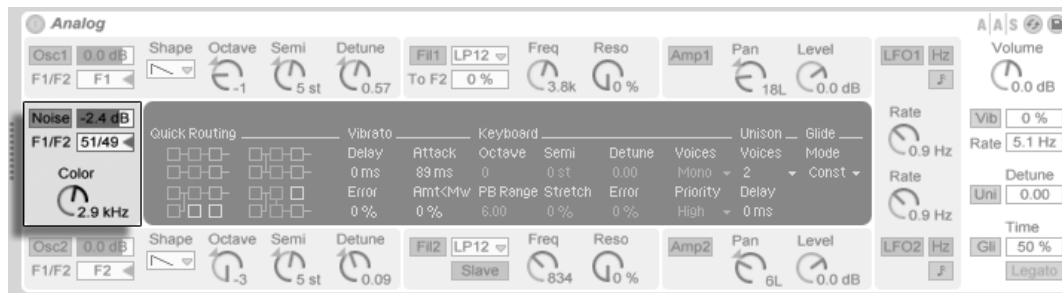 Analog
A|A|S
Osc1 0.0 dB Shape Octave Semi Detune Fil1 LP12 Freq Reso Amp1 Pan Level LFO1 Hz Volume
F1/F2 F1 -1 5 st 0.57 To F2 0 % 3.8k 0 % 18L 0.0 dB 0.0 dB
Noise -2.4 dB
F1/F2 51/49
Color
2.9 kHz
Quick Routing Vibrato Keyboard Unison Glide
Delay Attack Octave Semi Detune Voices Voices Mode
0 ms 89 ms 0 0 st 0.00 Mono 2 Const
Error Amt<Mw PB Range Stretch Error Priority Delay
0 % 0 % 6.00 0 % 0 % High 0 ms
Rate
0.9 Hz
Rate
0.9 Hz
Vib 0 %
Rate 5.1 Hz
Detune
Uni 0.00
Time
Gli 50 %
Legato
Osc2 0.0 dB Shape Octave Semi Detune Fil2 LP12 Freq Reso Amp2 Pan Level LFO2 Hz
F1/F2 F2 -3 5 st 0.09 Slave 834 0 % 6L 0.0 dB